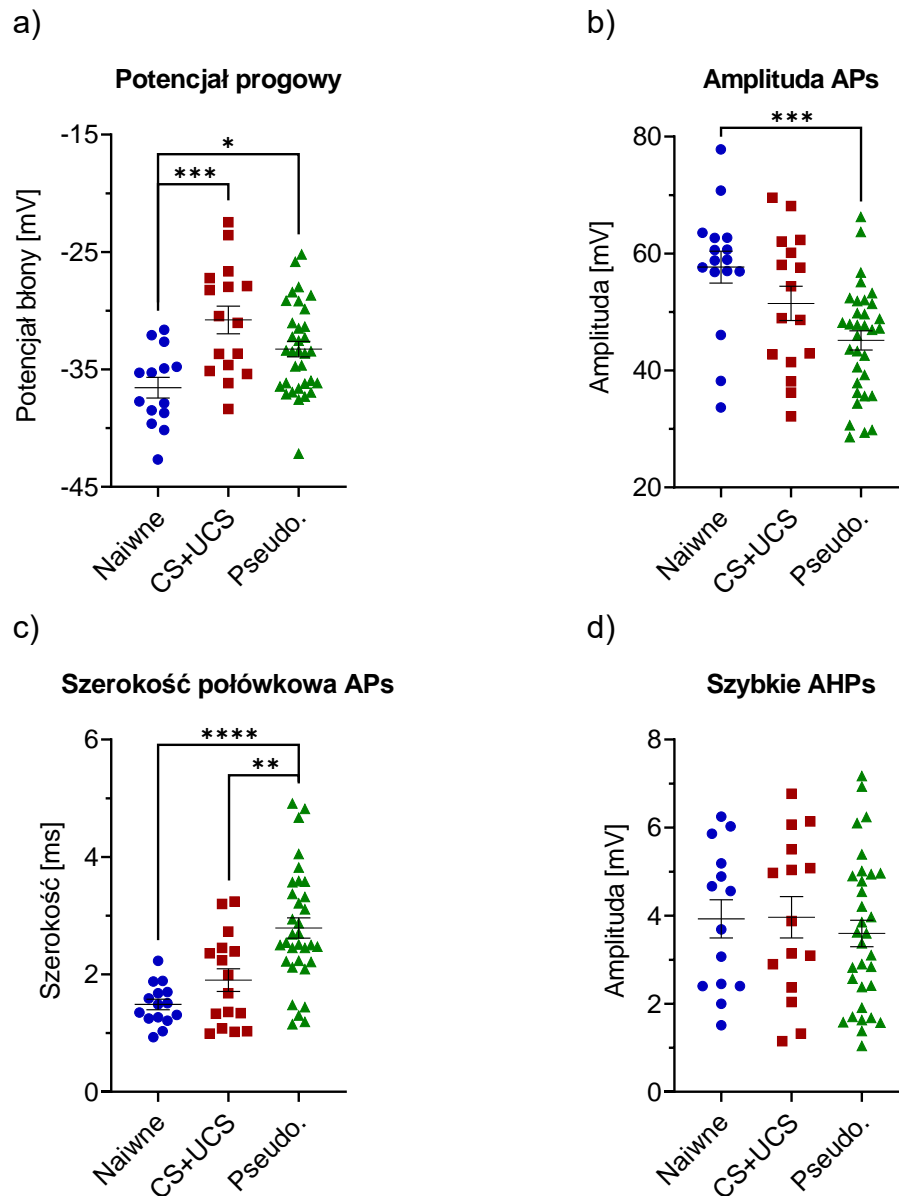 a)
Potencjał progowy
Potencjał błony [mV]
-15
-25
-35
-45
*
***
Naiwne
CS+UCS
Pseudo.
b)
Amplituda APs
Amplituda [mV]
80
60
40
20
***
Naiwne
CS+UCS
Pseudo.
c)
Szerokość połówkowa APs
Szerokość [ms]
6
4
2
0
****
**
Naiwne
CS+UCS
Pseudo.
d)
Szybkie AHPs
Amplituda [mV]
8
6
4
2
0
Naiwne
CS+UCS
Pseudo.